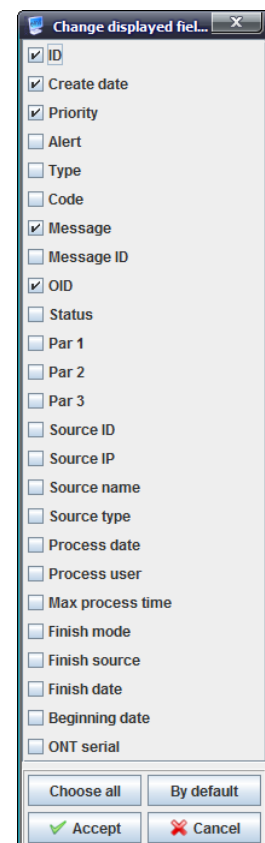 Change displayed fiel...
ID
Create date
Priority
Alert
Type
Code
Message
Message ID
OID
Status
Par 1
Par 2
Par 3
Source ID
Source IP
Source name
Source type
Process date
Process user
Max process time
Finish mode
Finish source
Finish date
Beginning date
ONT serial
Choose all By default
Accept Cancel